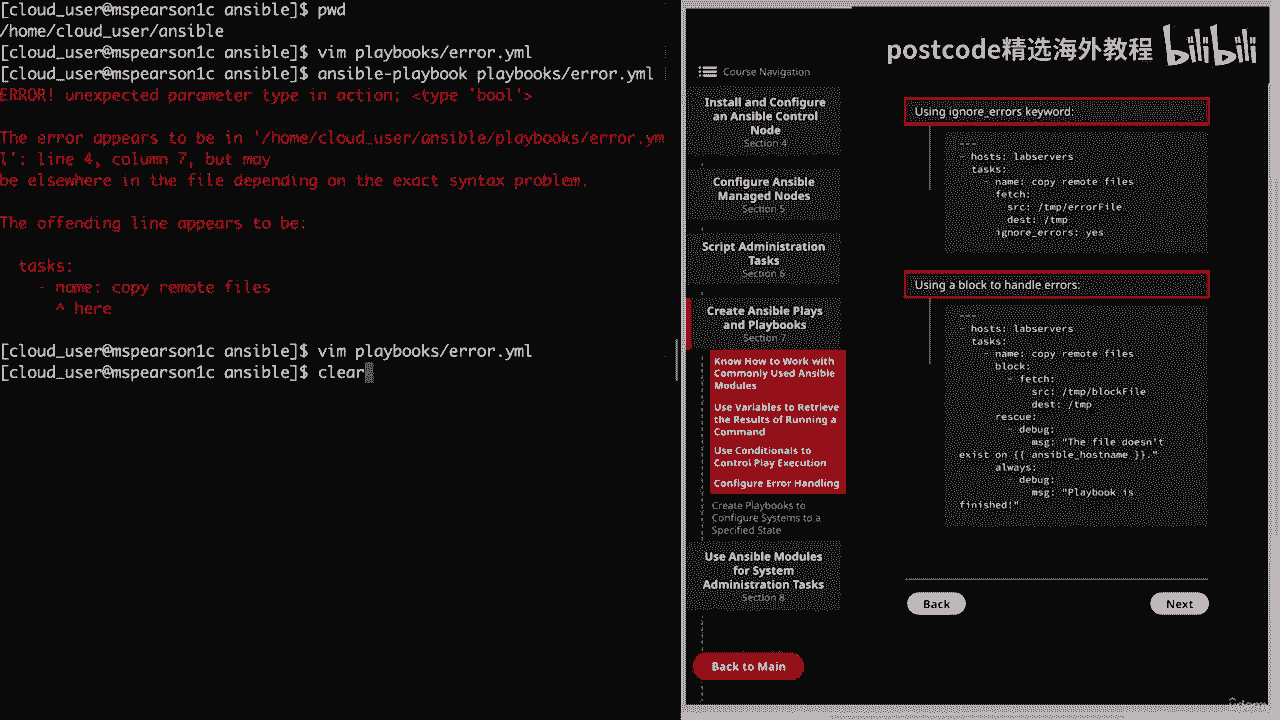 [cloud_user@mspearson1c ansible]$ pwd
/home/cloud_user/ansible
[cloud_user@mspearson1c ansible]$ vim playbooks/error.yml
[cloud_user@mspearson1c ansible]$ ansible-playbook playbooks/error.yml
ERROR! unexpected parameter type in action: <type 'bool'>
The error appears to be in '/home/cloud_user/ansible/playbooks/error.ym
l': line 4, column 7, but may
be elsewhere in the file depending on the exact syntax problem.
The offending line appears to be:
tasks:
- name: copy remote files
^ here
[cloud_user@mspearson1c ansible]$ vim playbooks/error.yml
[cloud_user@mspearson1c ansible]$ clear
postcode精选海外教程 bilibili
Course Navigation
Install and Configure
an Ansible Control
Node
Section 4
Configure Ansible
Managed Nodes
Section 5
Script Administration
Tasks
Section 6
Create Ansible Plays
and Playbooks
Section 7
Know How to Work with
Commonly Used Ansible
Modules
Use Variables to Retrieve
the Results of Running a
Command
Use Conditionals to
Control Play Execution
Configure Error Handling
Create Playbooks to
Configure Systems to a
Specified State
Use Ansible Modules
for System
Administration Tasks
Section 8
Back to Main
Using ignore_errors keyword:
---
- hosts: labservers
tasks:
- name: copy remote files
fetch:
src: /tmp/errorFile
dest: /tmp
ignore_errors: yes
Using a block to handle errors:
---
- hosts: labservers
tasks:
- name: copy remote files
block:
- fetch:
src: /tmp/blockFile
dest: /tmp
rescue:
- debug:
msg: "The file doesn't
exist on {{ ansible_hostname }}."
always:
- debug:
msg: "Playbook is
finished!"
Back
Next
ûdemy